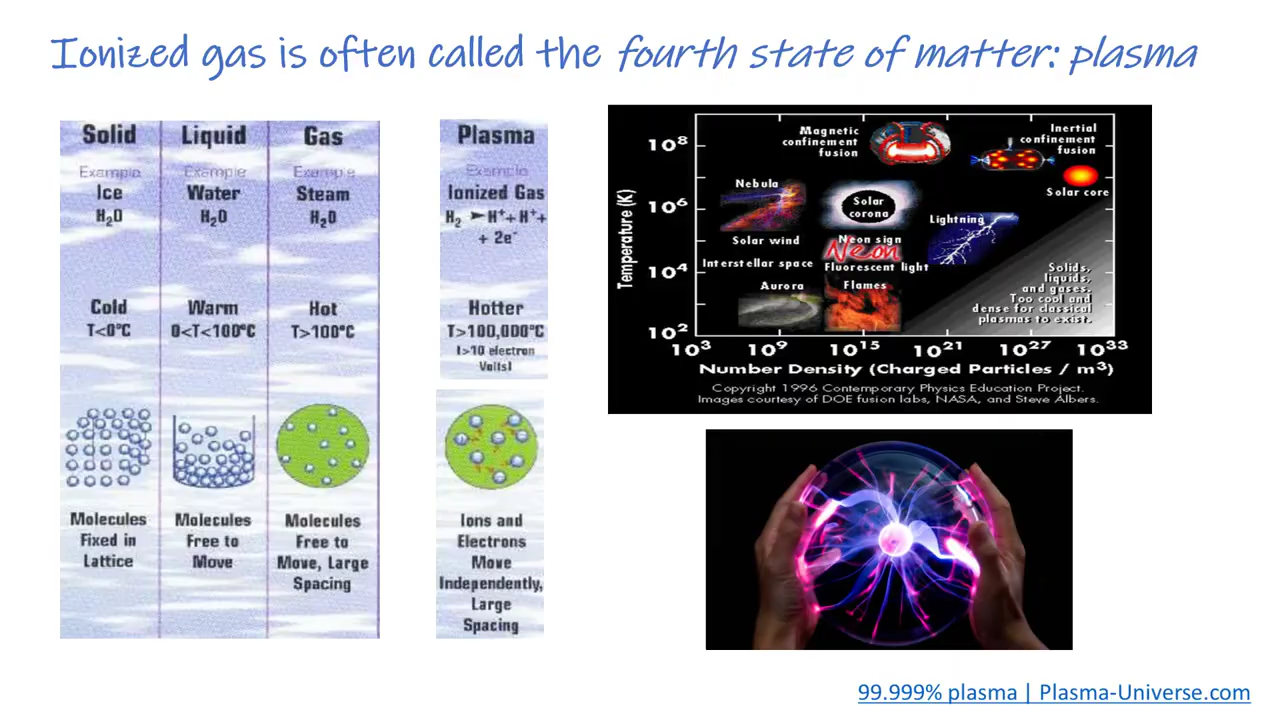 Ionized gas is often called the fourth state of matter: plasma
Solid
Example
Ice
H₂O
Cold
T<0°C
Molecules
Fixed in
Lattice
Liquid
Example
Water
H₂O
Warm
0<T<100°C
Molecules
Free to
Move
Gas
Example
Steam
H₂O
Hot
T>100°C
Molecules
Free to
Move, Large
Spacing
Plasma
Example
Ionized Gas
H₂ ➤ H⁺ + H⁺ +
+ 2e⁻
Hotter
T>100,000°C
I>10 electron
Volts)
Ions and
Electrons
Move
Independently,
Large
Spacing
Temperature (K)
10⁸
10⁶
10⁴
10²
Magnetic
confinement
fusion
Inertial
confinement
fusion
Solar core
Nebula
Solar
corona
Lightning
Solar wind
Neon sign
Neon
Interstellar space
Fluorescent light
Aurora
Flames
Solids,
liquids,
and gases.
Too cool and
dense for classical
plasmas to exist.
10³ 10⁹ 10¹⁵ 10²¹ 10²⁷ 10³³
Number Density (Charged Particles / m³)
Copyright 1996 Contemporary Physics Education Project.
Images courtesy of DOE fusion labs, NASA, and Steve Albers.
99.999% plasma | Plasma-Universe.com